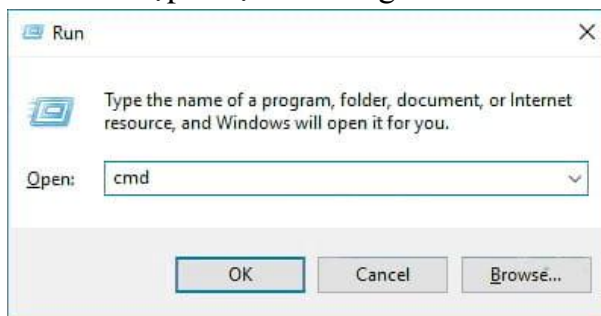 Run
Type the name of a program, folder, document, or Internet
resource, and Windows will open it for you.
Open: cmd
OK Cancel Browse...